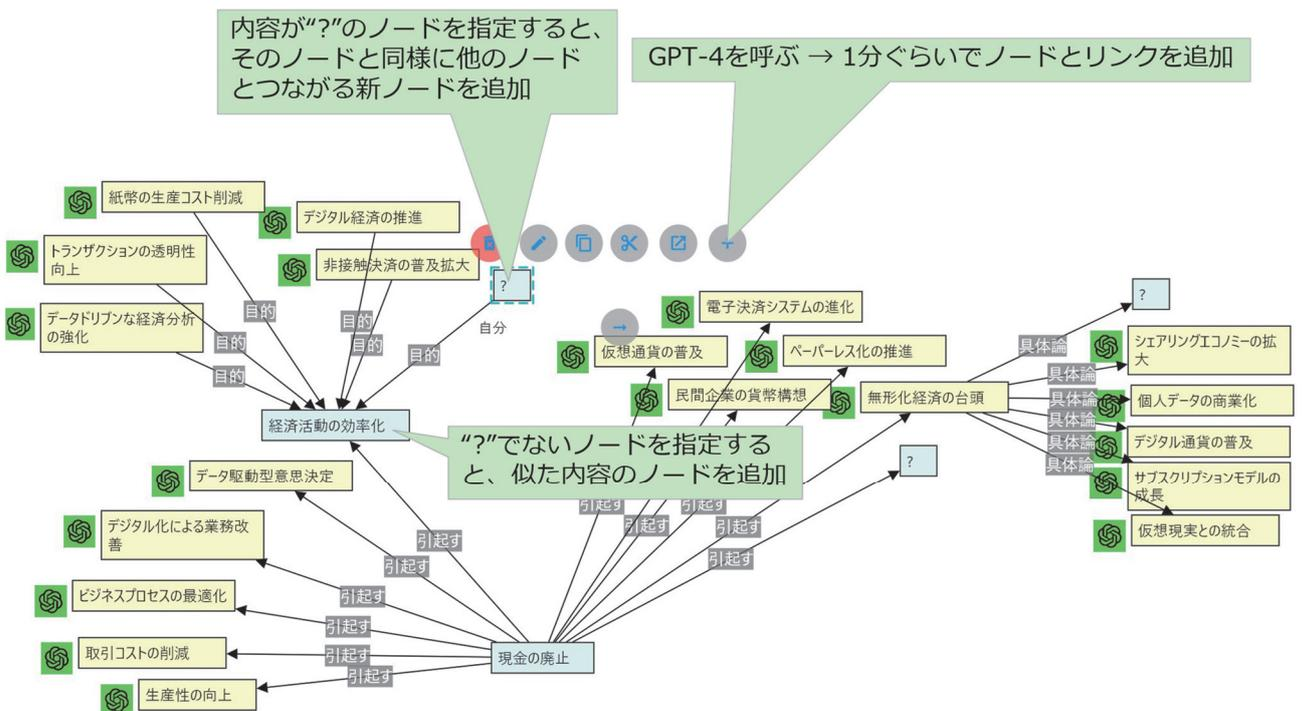 内容が“?”のノードを指定すると、
そのノードと同様に他のノード
とつながる新ノードを追加
GPT-4を呼ぶ → 1分ぐらいでノードとリンクを追加
紙幣の生産コスト削減
デジタル経済の推進
トランザクションの透明性
向上
非接触決済の普及拡大
?
自分
データドリブンな経済分析
の強化
目的
目的
目的
目的
目的
目的
経済活動の効率化
“?”でないノードを指定する
と、似た内容のノードを追加
電子決済システムの進化
→
仮想通貨の普及
ペーパーレス化の推進
民間企業の貨幣構想
無形化経済の台頭
?
?
具体論
具体論
具体論
具体論
具体論
具体論
シェアリングエコノミーの拡
大
個人データの商業化
デジタル通貨の普及
サブスクリプションモデルの
成長
仮想現実との統合
データ駆動型意思決定
デジタル化による業務改
善
ビジネスプロセスの最適化
取引コストの削減
生産性の向上
引起す
引起す
引起す
引起す
引起す
引起す
引起す
引起す
引起す
引起す
引起す
現金の廃止